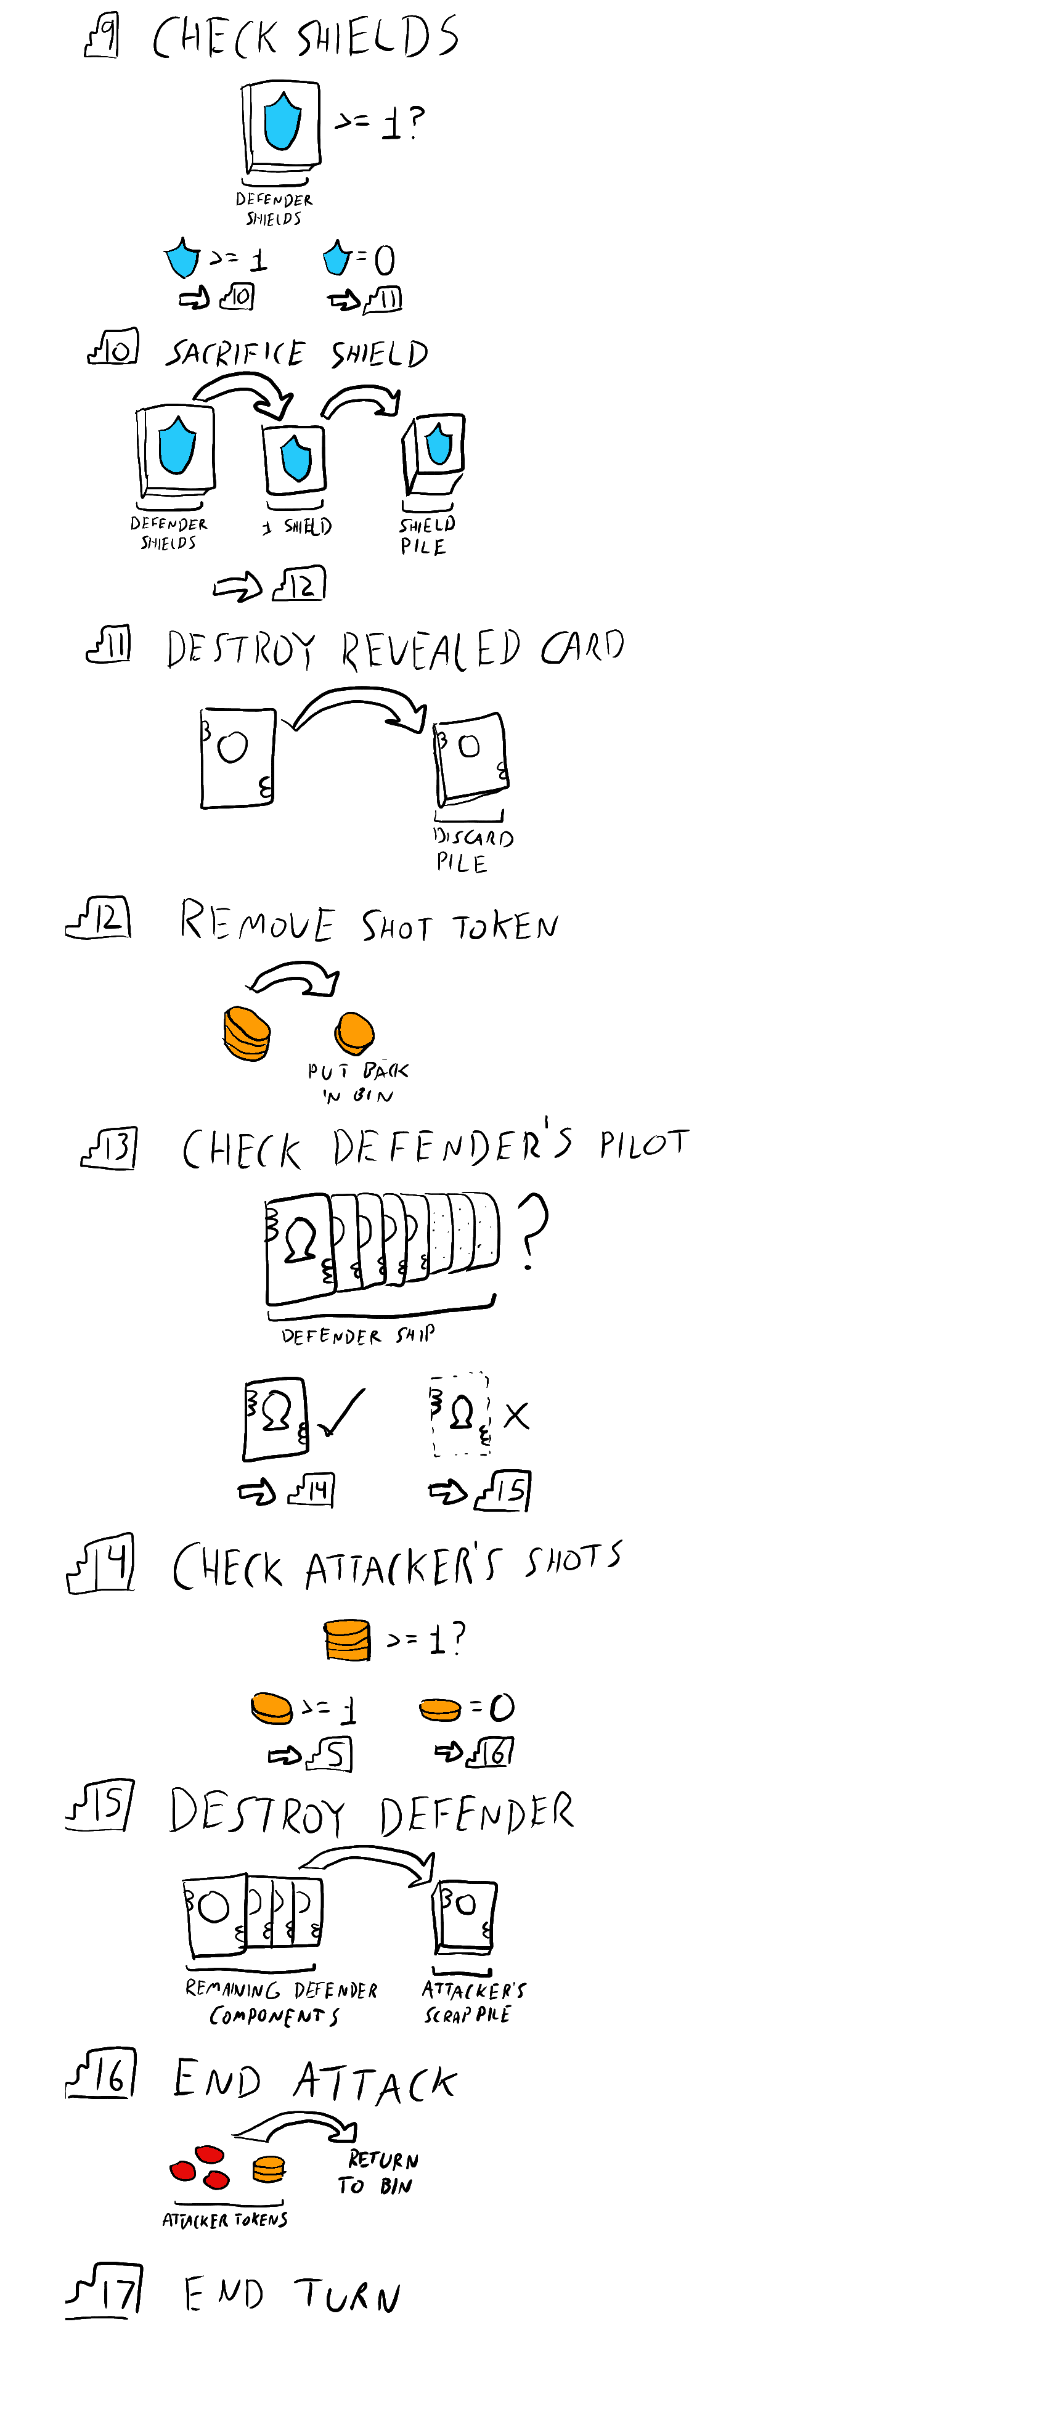 9 CHECK SHIELDS
>= 1?
DEFENDER
SHIELDS
>= 1 = 0
10 11
10 SACRIFICE SHIELD
DEFENDER
SHIELDS
1 SHIELD
SHIELD
PILE
12
11 DESTROY REVEALED CARD
DISCARD
PILE
12 REMOVE SHOT TOKEN
PUT BACK
IN BIN
13 CHECK DEFENDER'S PILOT
?
DEFENDER SHIP
14 15
14 CHECK ATTACKER'S SHOTS
>= 1?
>= 1 = 0
5 16
15 DESTROY DEFENDER
REMAINING DEFENDER
COMPONENTS
ATTACKER'S
SCRAP PILE
16 END ATTACK
RETURN
TO BIN
ATTACKER TOKENS
17 END TURN